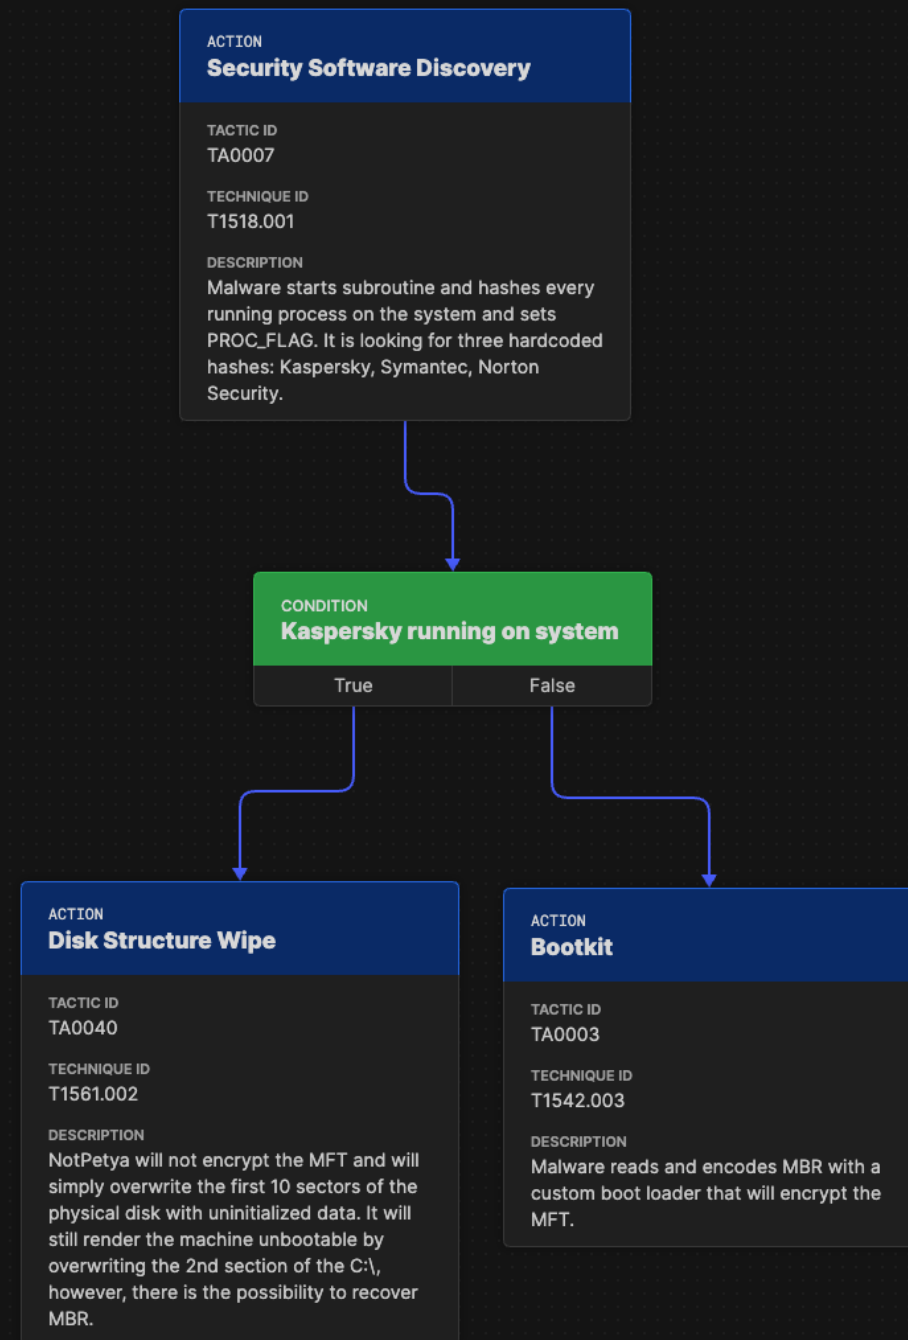 ACTION
Security Software Discovery
TACTIC ID
TA0007
TECHNIQUE ID
T1518.001
DESCRIPTION
Malware starts subroutine and hashes every
running process on the system and sets
PROC_FLAG. It is looking for three hardcoded
hashes: Kaspersky, Symantec, Norton
Security.
CONDITION
Kaspersky running on system
True
False
ACTION
Disk Structure Wipe
TACTIC ID
TA0040
TECHNIQUE ID
T1561.002
DESCRIPTION
NotPetya will not encrypt the MFT and will
simply overwrite the first 10 sectors of the
physical disk with uninitialized data. It will
still render the machine unbootable by
overwriting the 2nd section of the C:\,
however, there is the possibility to recover
MBR.
ACTION
Bootkit
TACTIC ID
TA0003
TECHNIQUE ID
T1542.003
DESCRIPTION
Malware reads and encodes MBR with a
custom boot loader that will encrypt the
MFT.